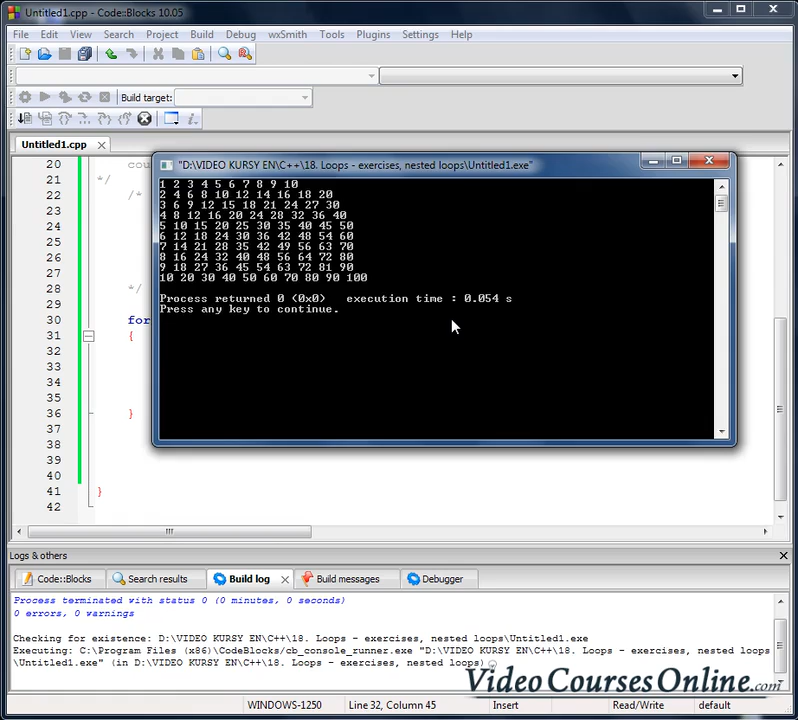 Untitled1.cpp - Code::Blocks 10.05
File Edit View Search Project Build Debug wxSmith Tools Plugins Settings Help
Build target:
Untitled1.cpp
"D:\VIDEO KURSY EN\C++\18. Loops - exercises, nested loops\Untitled1.exe"
1 2 3 4 5 6 7 8 9 10
2 4 6 8 10 12 14 16 18 20
3 6 9 12 15 18 21 24 27 30
4 8 12 16 20 24 28 32 36 40
5 10 15 20 25 30 35 40 45 50
6 12 18 24 30 36 42 48 54 60
7 14 21 28 35 42 49 56 63 70
8 16 24 32 40 48 56 64 72 80
9 18 27 36 45 54 63 72 81 90
10 20 30 40 50 60 70 80 90 100
Process returned 0 (0x0) execution time : 0.054 s
Press any key to continue.
20 cou
21 */
22 /*
23
24
25
26
27
28 */
29
30 for
31 {
32
33
34
35
36 }
37
38
39
40
41 }
42
Logs & others
Code::Blocks Search results Build log Build messages Debugger
Process terminated with status 0 (0 minutes, 0 seconds)
0 errors, 0 warnings
Checking for existence: D:\VIDEO KURSY EN\C++\18. Loops - exercises, nested loops\Untitled1.exe
Executing: C:\Program Files (x86)\CodeBlocks/cb_console_runner.exe "D:\VIDEO KURSY EN\C++\18. Loops - exercises, nested loops
\Untitled1.exe" (in D:\VIDEO KURSY EN\C++\18. Loops - exercises, nested loops)
VideoCoursesOnline.com
WINDOWS-1250 Line 32, Column 45 Insert Read/Write default